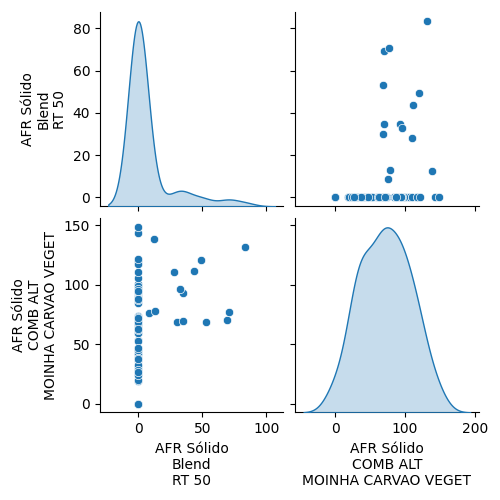 80
60
40
20
0
AFR Sólido
Blend
RT 50
150
100
50
0
AFR Sólido
COMB ALT
MOINHA CARVAO VEGET
0 50 100
0 100 200
AFR Sólido
Blend
RT 50
AFR Sólido
COMB ALT
MOINHA CARVAO VEGET